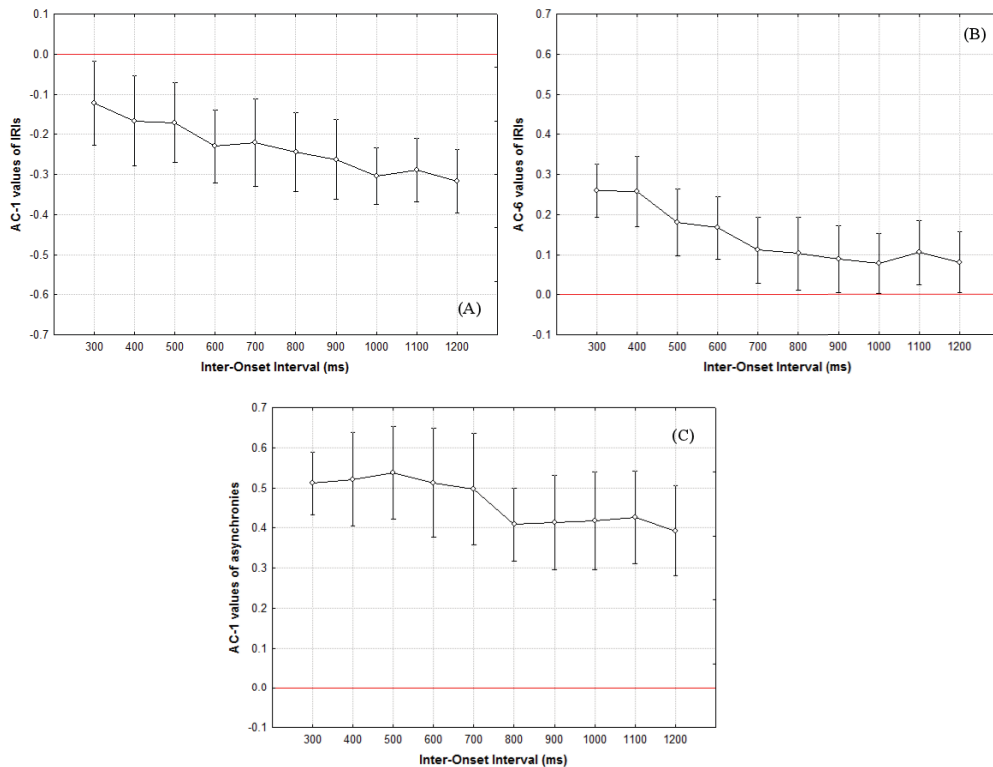 0.1
0.0
-0.1
-0.2
-0.3
-0.4
-0.5
-0.6
-0.7
AC-1 values of IRIs
(A)
300 400 500 600 700 800 900 1000 1100 1200
Inter-Onset Interval (ms)
0.7
0.6
0.5
0.4
0.3
0.2
0.1
0.0
-0.1
AC-6 values of IRIs
(B)
300 400 500 600 700 800 900 1000 1100 1200
Inter-Onset Interval (ms)
0.7
0.6
0.5
0.4
0.3
0.2
0.1
0.0
-0.1
AC-1 values of asynchronies
(C)
300 400 500 600 700 800 900 1000 1100 1200
Inter-Onset Interval (ms)